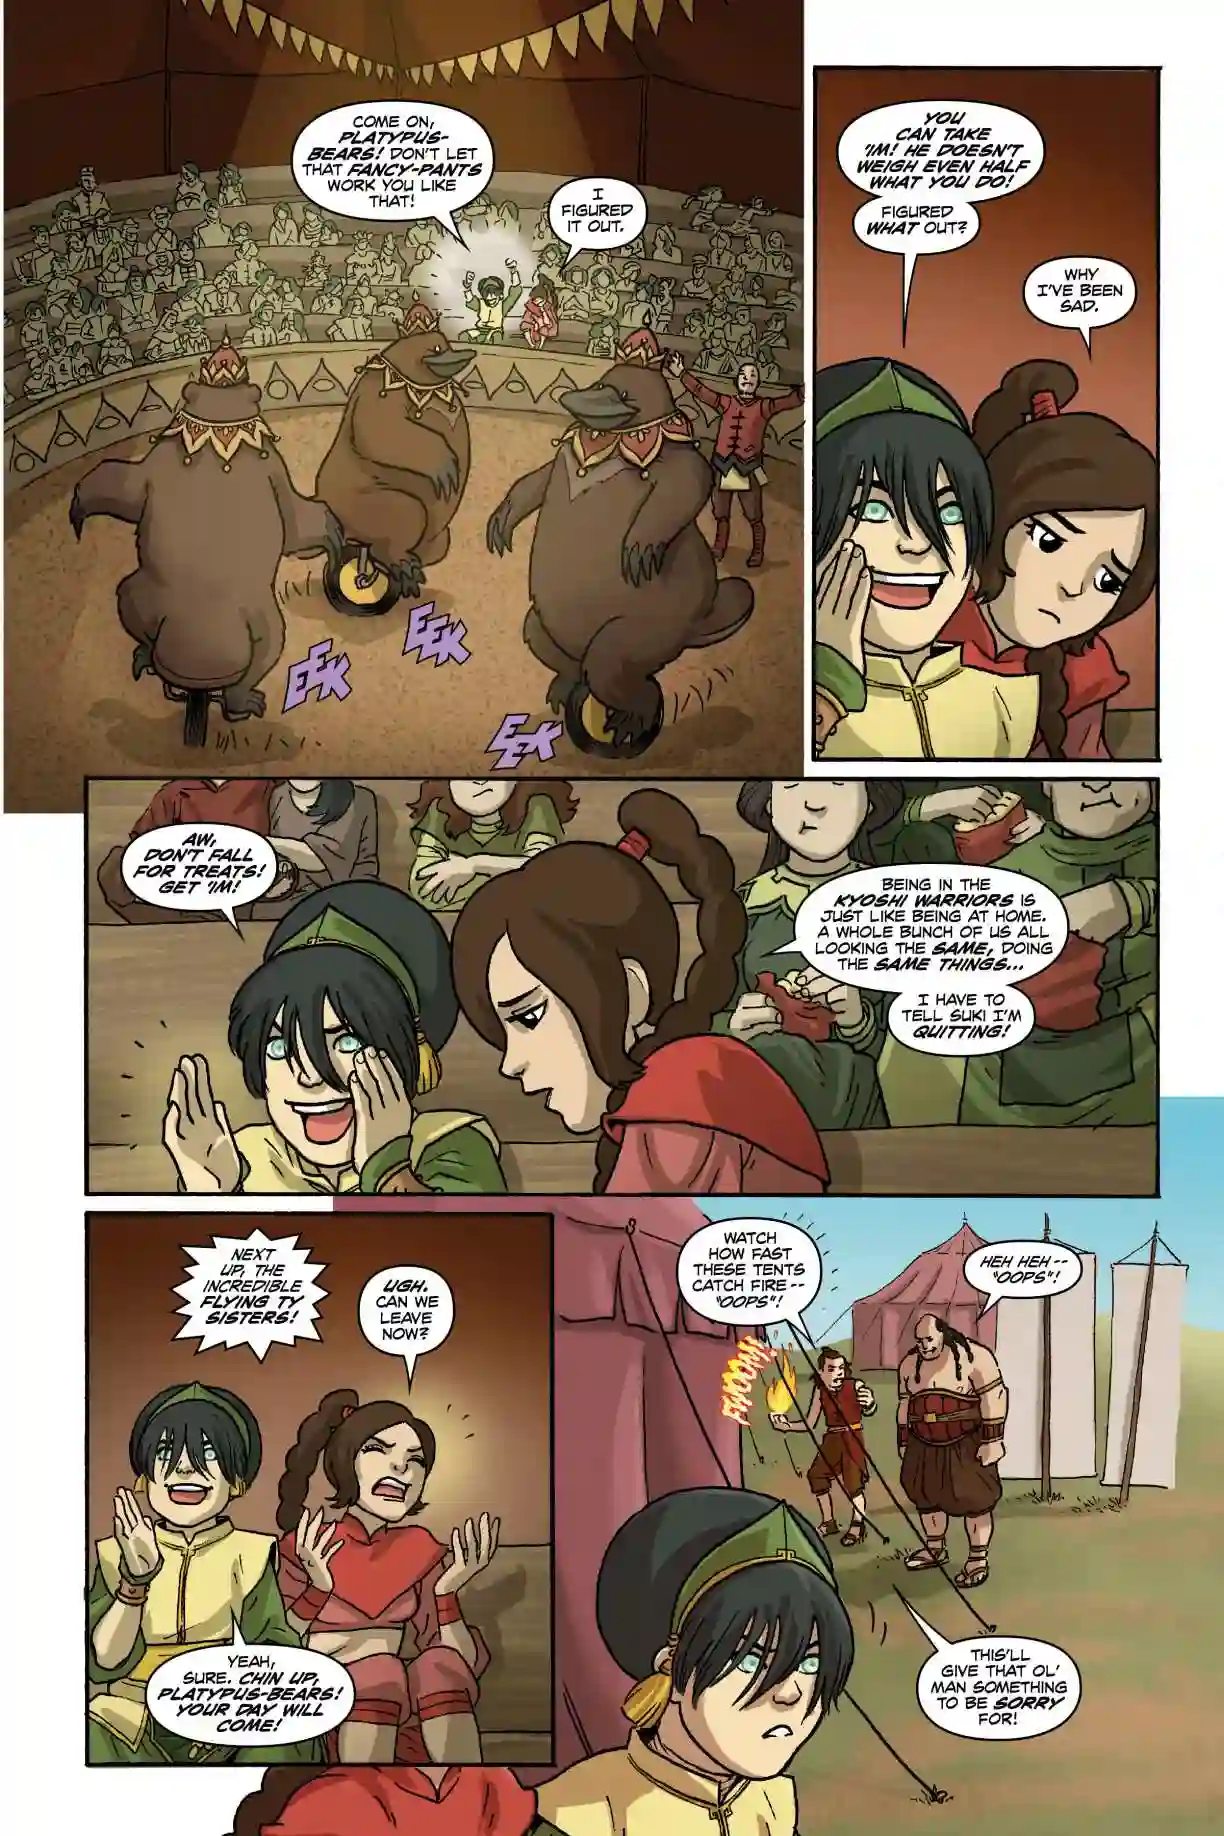 COME ON,
PLATYPUS-
BEARS! DON'T LET
THAT FANCY-PANTS
WORK YOU LIKE
THAT!
I
FIGURED
IT OUT.
EEK
EEK
EEK
YOU
CAN TAKE
'IM! HE DOESN'T
WEIGH EVEN HALF
WHAT YOU DO!
FIGURED
WHAT OUT?
WHY
I'VE BEEN
SAD.
AW,
DON'T FALL
FOR TREATS!
GET 'IM!
BEING IN THE
KYOSHI WARRIORS IS
JUST LIKE BEING AT HOME.
A WHOLE BUNCH OF US ALL
LOOKING THE SAME, DOING
THE SAME THINGS...
I HAVE TO
TELL SUKI I'M
QUITTING!
NEXT
UP, THE
INCREDIBLE
FLYING TY
SISTERS!
UGH.
CAN WE
LEAVE
NOW?
YEAH,
SURE. CHIN UP,
PLATYPUS-BEARS!
YOUR DAY WILL
COME!
WATCH
HOW FAST
THESE TENTS
CATCH FIRE--
"OOPS"!
HEH HEH--
"OOPS"!
FWOOM!
THIS'LL
GIVE THAT OL'
MAN SOMETHING
TO BE SORRY
FOR!